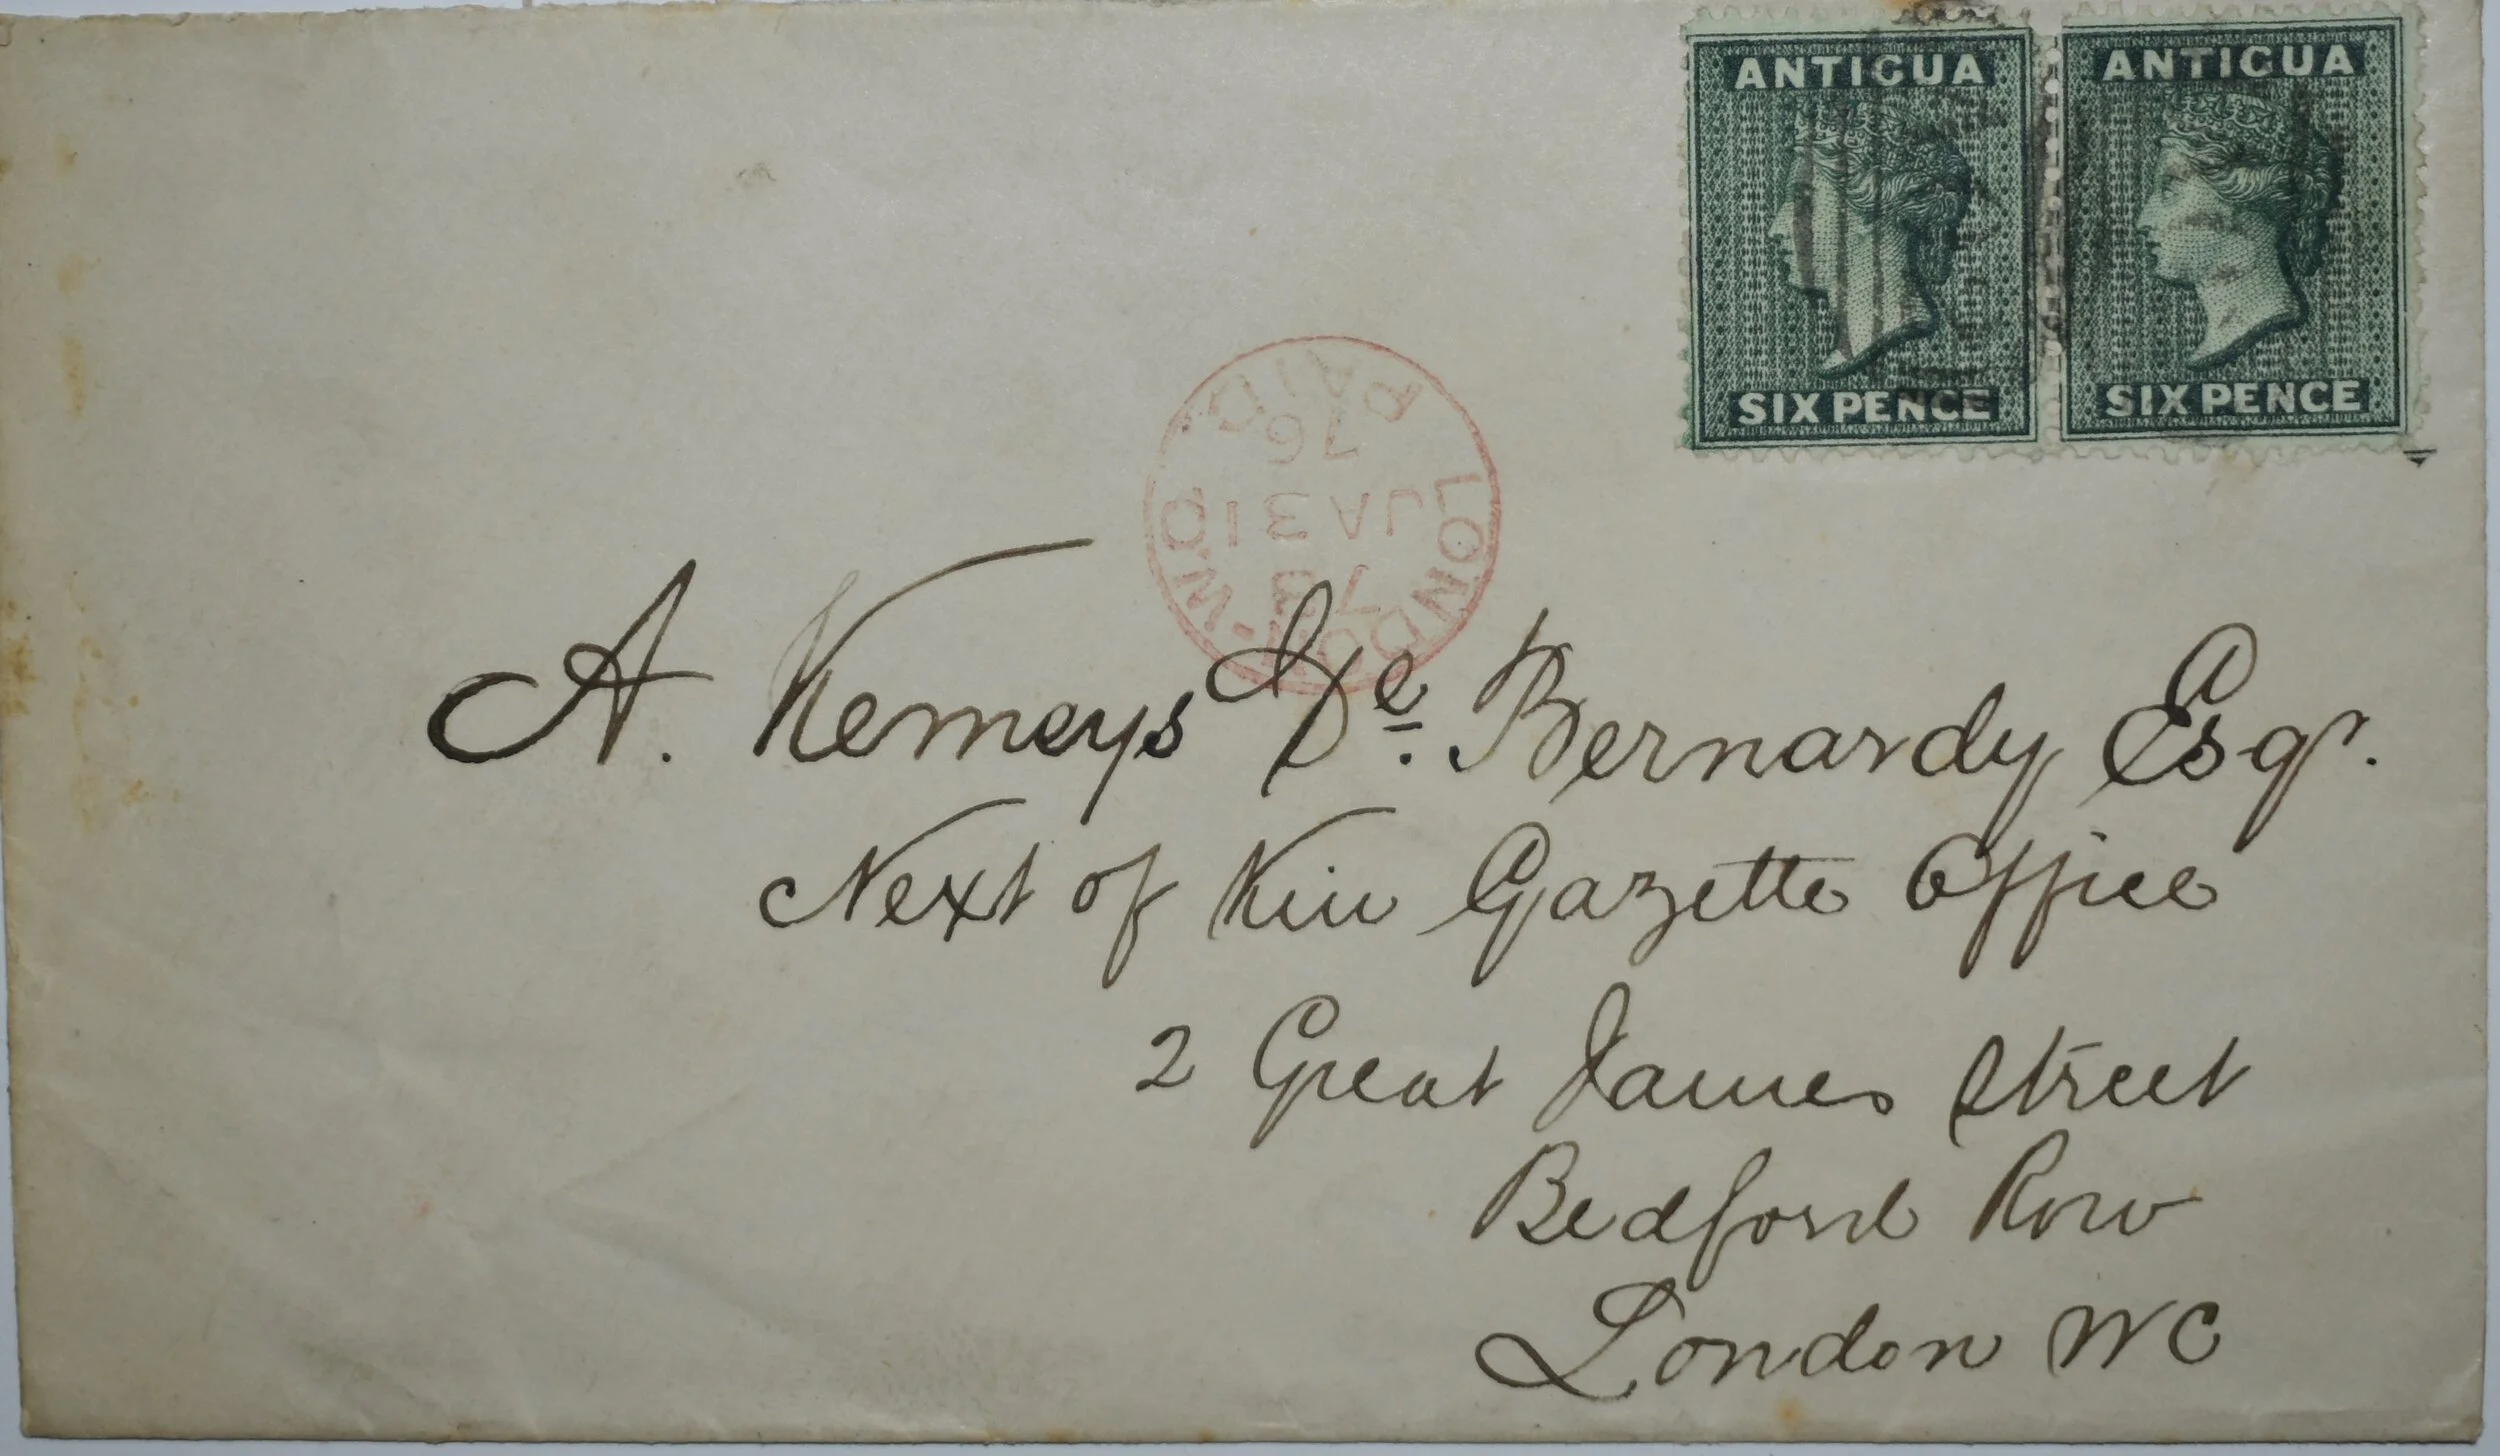 ANTIGUA ANTIGUA
SIX PENCE SIX PENCE
LONDON·W.C
JA 31
76
PAID
A. Kemeys De. Bernardy Esqr.
Next of Kin Gazette Office
2 Great James Street
Bedford Row
London WC